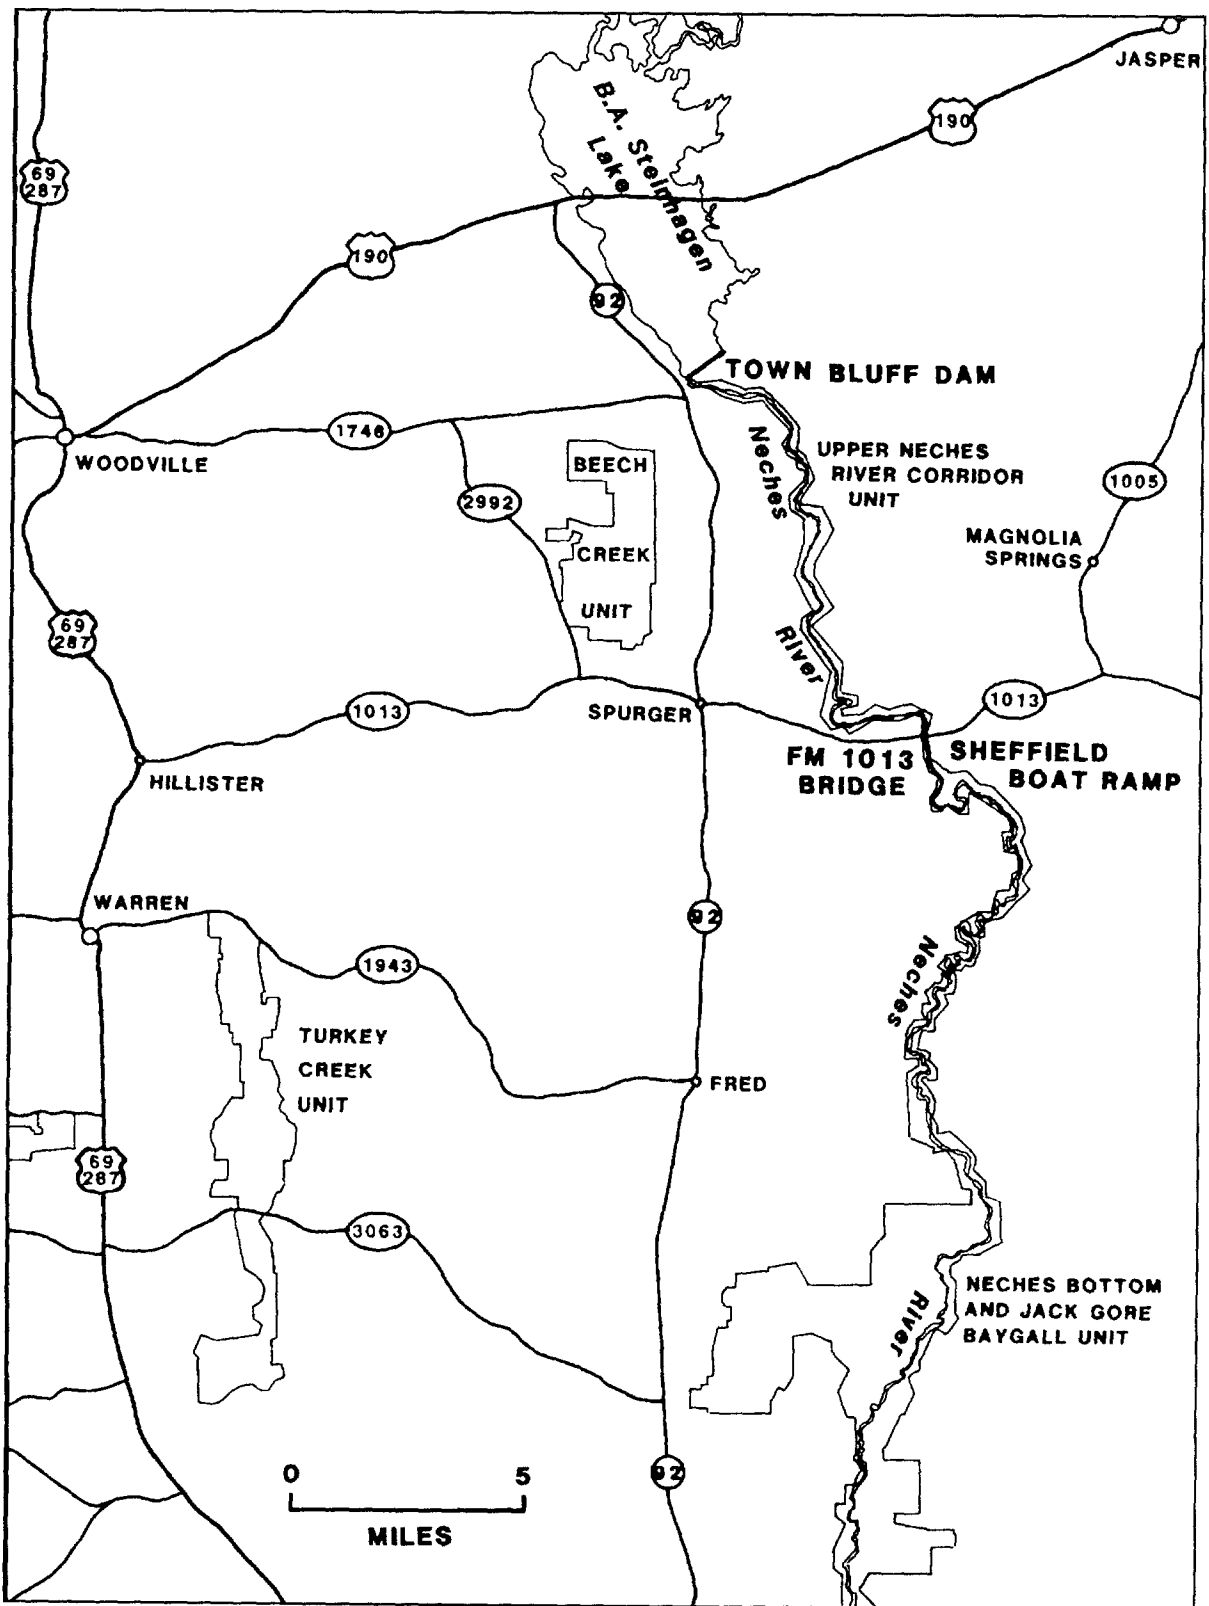 JASPER
B.A. Steinhagen
Lake
190
69
287
190
92
TOWN BLUFF DAM
1746
WOODVILLE
BEECH
CREEK
UNIT
2992
Neches
River
UPPER NECHES
RIVER CORRIDOR
UNIT
1005
MAGNOLIA
SPRINGS
69
287
1013
SPURGER
1013
HILLISTER
FM 1013
BRIDGE
SHEFFIELD
BOAT RAMP
WARREN
92
1943
Neches
River
TURKEY
CREEK
UNIT
FRED
69
287
3063
NECHES BOTTOM
AND JACK GORE
BAYGALL UNIT
0 5
MILES
92